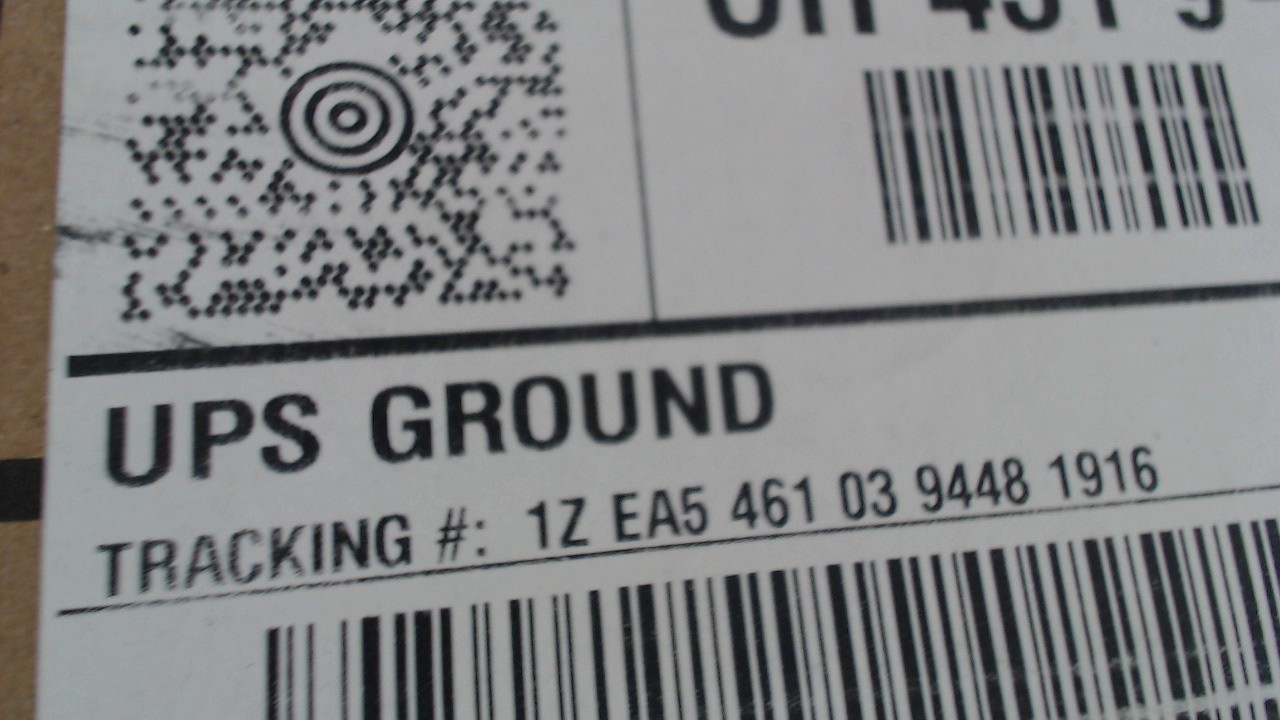 UPS GROUND
TRACKING #: 1Z EA5 461 03 9448 1916